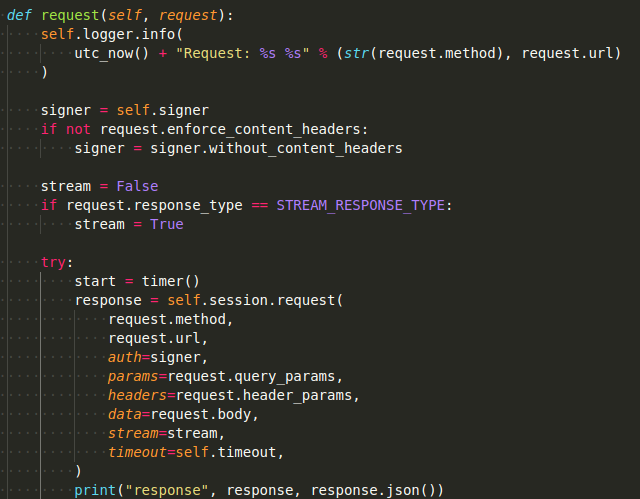 def request(self, request):
    self.logger.info(
        utc_now() + "Request: %s %s" % (str(request.method), request.url)
    )
    signer = self.signer
    if not request.enforce_content_headers:
        signer = signer.without_content_headers
    stream = False
    if request.response_type == STREAM_RESPONSE_TYPE:
        stream = True
    try:
        start = timer()
        response = self.session.request(
            request.method,
            request.url,
            auth=signer,
            params=request.query_params,
            headers=request.header_params,
            data=request.body,
            stream=stream,
            timeout=self.timeout,
        )
        print("response", response, response.json())